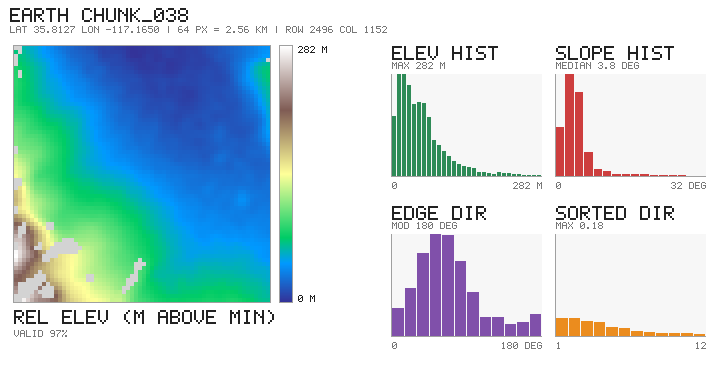 EARTH CHUNK_038
LAT 35.8127 LON -117.1650 | 64 PX = 2.56 KM | ROW 2496 COL 1152
282 M
0 M
REL ELEV (M ABOVE MIN)
VALID 97%
ELEV HIST
MAX 282 M
0 282 M
SLOPE HIST
MEDIAN 3.8 DEG
0 32 DEG
EDGE DIR
MOD 180 DEG
0 180 DEG
SORTED DIR
MAX 0.18
1 12